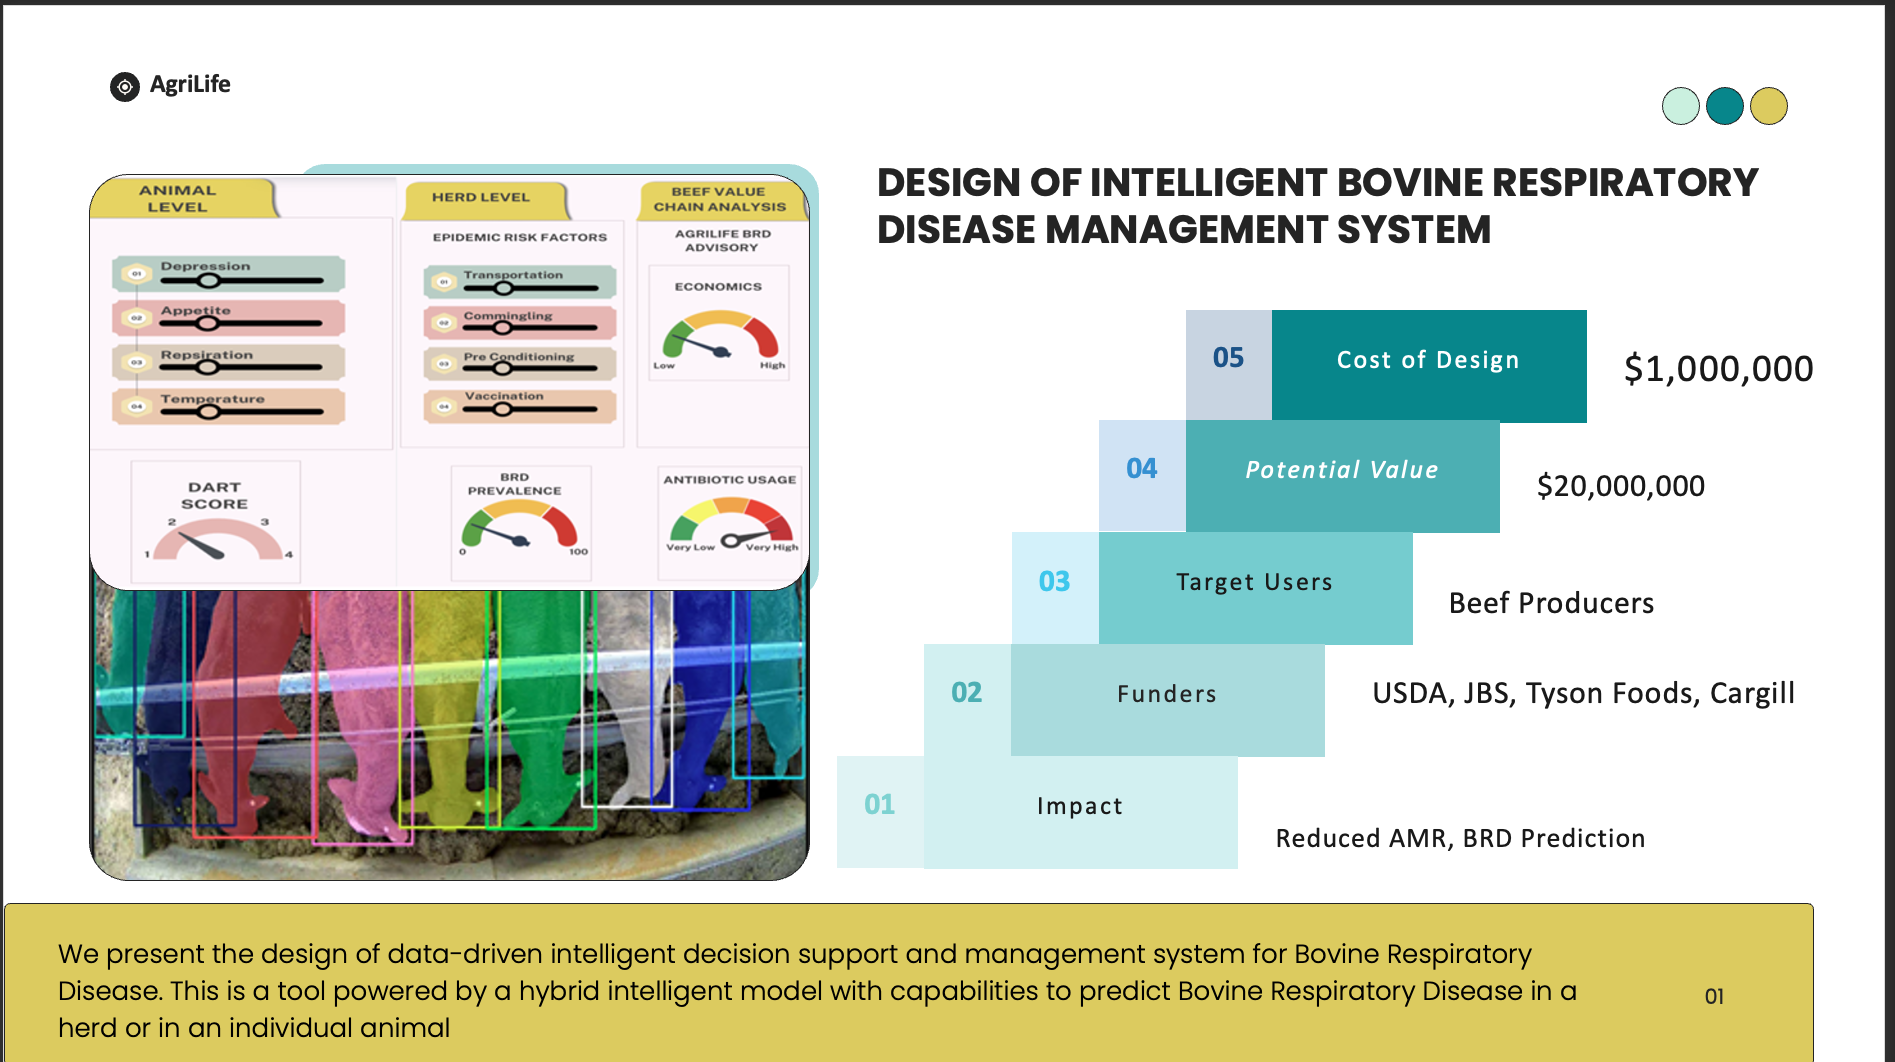 AgriLife
DESIGN OF INTELLIGENT BOVINE RESPIRATORY
DISEASE MANAGEMENT SYSTEM
ANIMAL
LEVEL
01 Depression
02 Appetite
03 Repsiration
04 Temperature
DART
SCORE
2 3
1 4
HERD LEVEL
EPIDEMIC RISK FACTORS
01 Transportation
02 Commingling
03 Pre Conditioning
04 Vaccination
BRD
PREVALENCE
0 100
BEEF VALUE
CHAIN ANALYSIS
AGRILIFE BRD
ADVISORY
ECONOMICS
Low High
ANTIBIOTIC USAGE
Very Low Very High
05 Cost of Design $1,000,000
04 Potential Value $20,000,000
03 Target Users Beef Producers
02 Funders USDA, JBS, Tyson Foods, Cargill
01 Impact Reduced AMR, BRD Prediction
We present the design of data-driven intelligent decision support and management system for Bovine Respiratory
Disease. This is a tool powered by a hybrid intelligent model with capabilities to predict Bovine Respiratory Disease in a
herd or in an individual animal
01